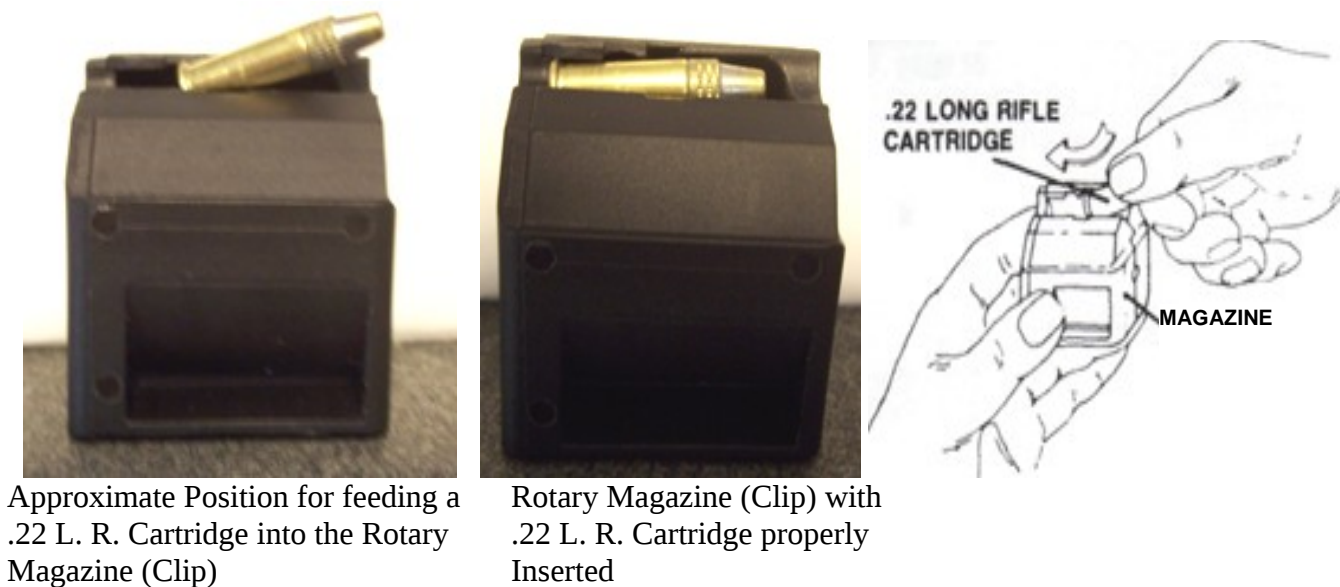 .22 LONG RIFLE
CARTRIDGE
MAGAZINE
Approximate Position for feeding a
.22 L. R. Cartridge into the Rotary
Magazine (Clip)
Rotary Magazine (Clip) with
.22 L. R. Cartridge properly
Inserted